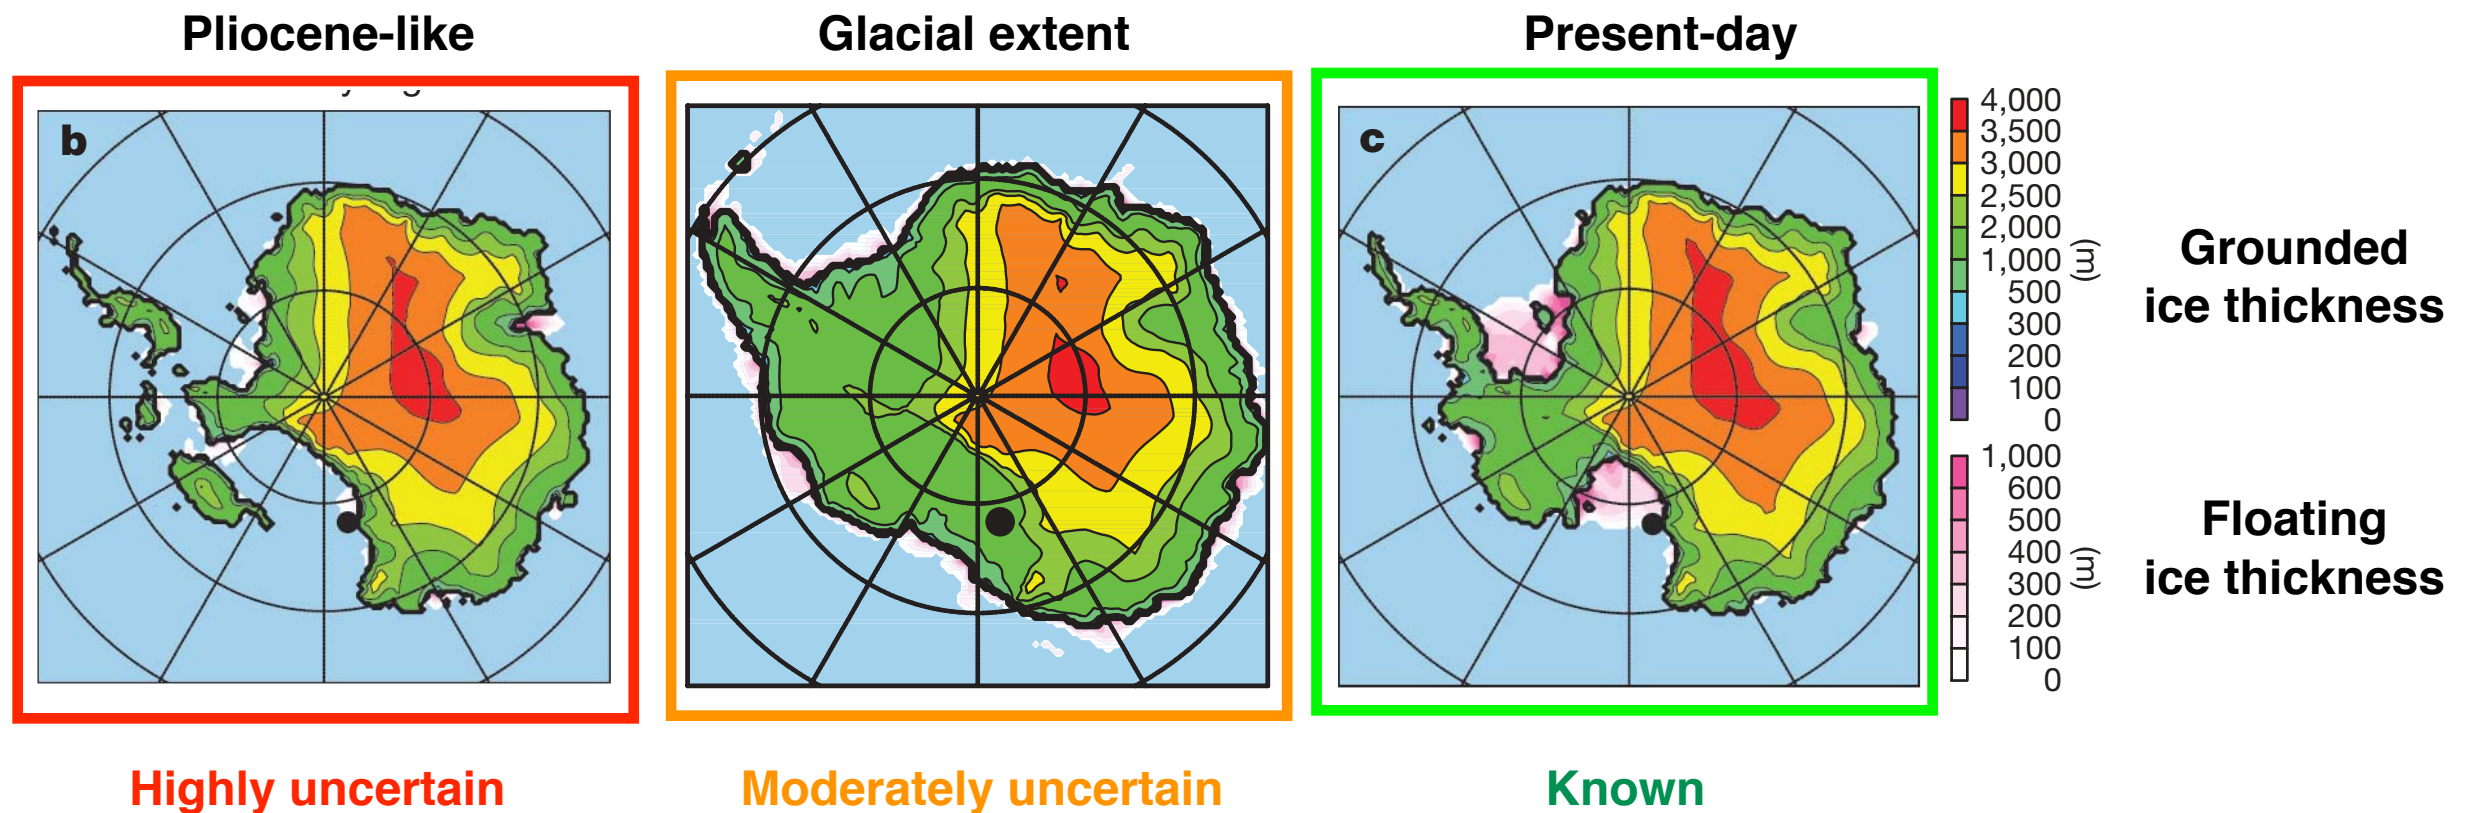 Pliocene-like
Glacial extent
Present-day
b
c
4,000
3,500
3,000
2,500
2,000
1,000
500
300
200
100
0
(m)
Grounded
ice thickness
1,000
600
500
400
300
200
100
0
(m)
Floating
ice thickness
Highly uncertain
Moderately uncertain
Known